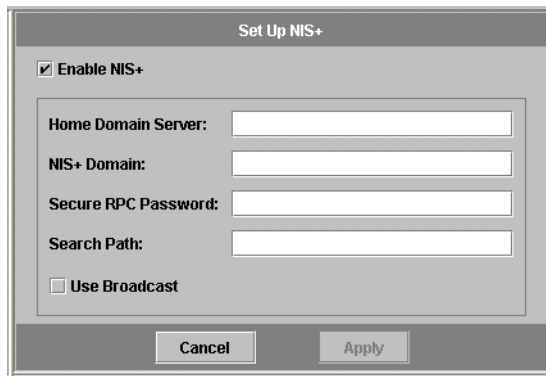 Set Up NIS+
Enable NIS+
Home Domain Server:
NIS+ Domain:
Secure RPC Password:
Search Path:
Use Broadcast
Cancel Apply